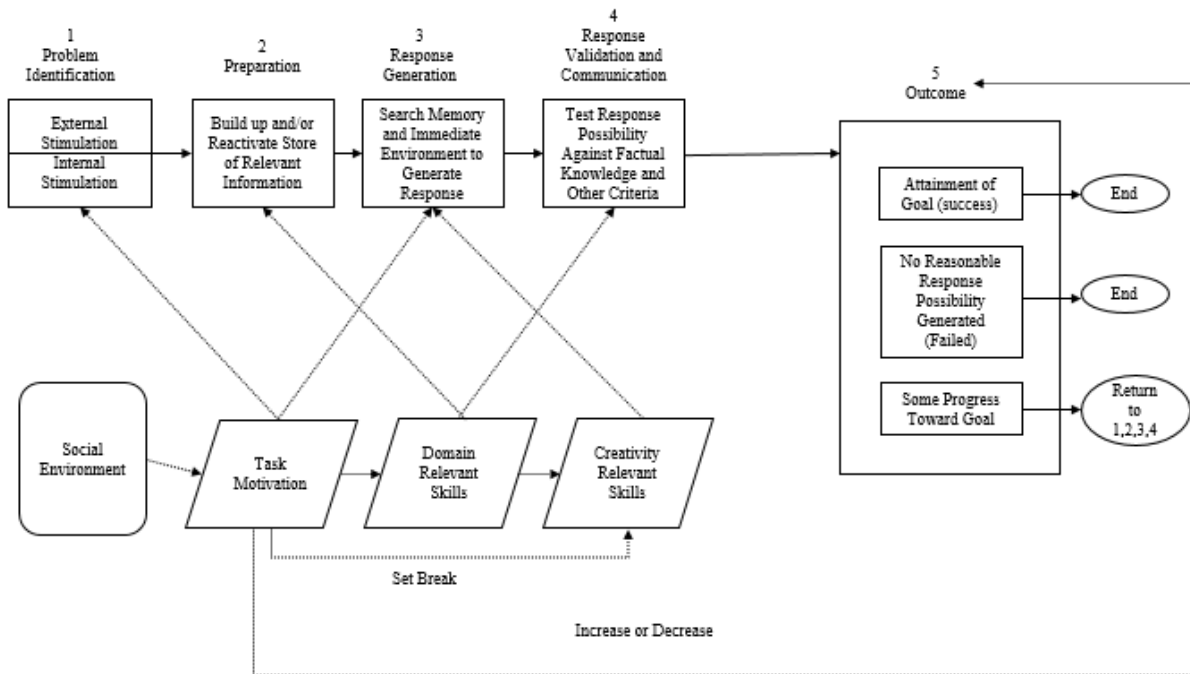 1
Problem
Identification
2
Preparation
3
Response
Generation
4
Response
Validation and
Communication
5
Outcome
External
Stimulation
Internal
Stimulation
Build up and/or
Reactivate Store
of Relevant
Information
Search Memory
and Immediate
Environment to
Generate
Response
Test Response
Possibility
Against Factual
Knowledge and
Other Criteria
Attainment of
Goal (success)
End
No Reasonable
Response
Possibility
Generated
(Failed)
End
Some Progress
Toward Goal
Return
to
1,2,3,4
Social
Environment
Task
Motivation
Domain
Relevant
Skills
Creativity
Relevant
Skills
Set Break
Increase or Decrease